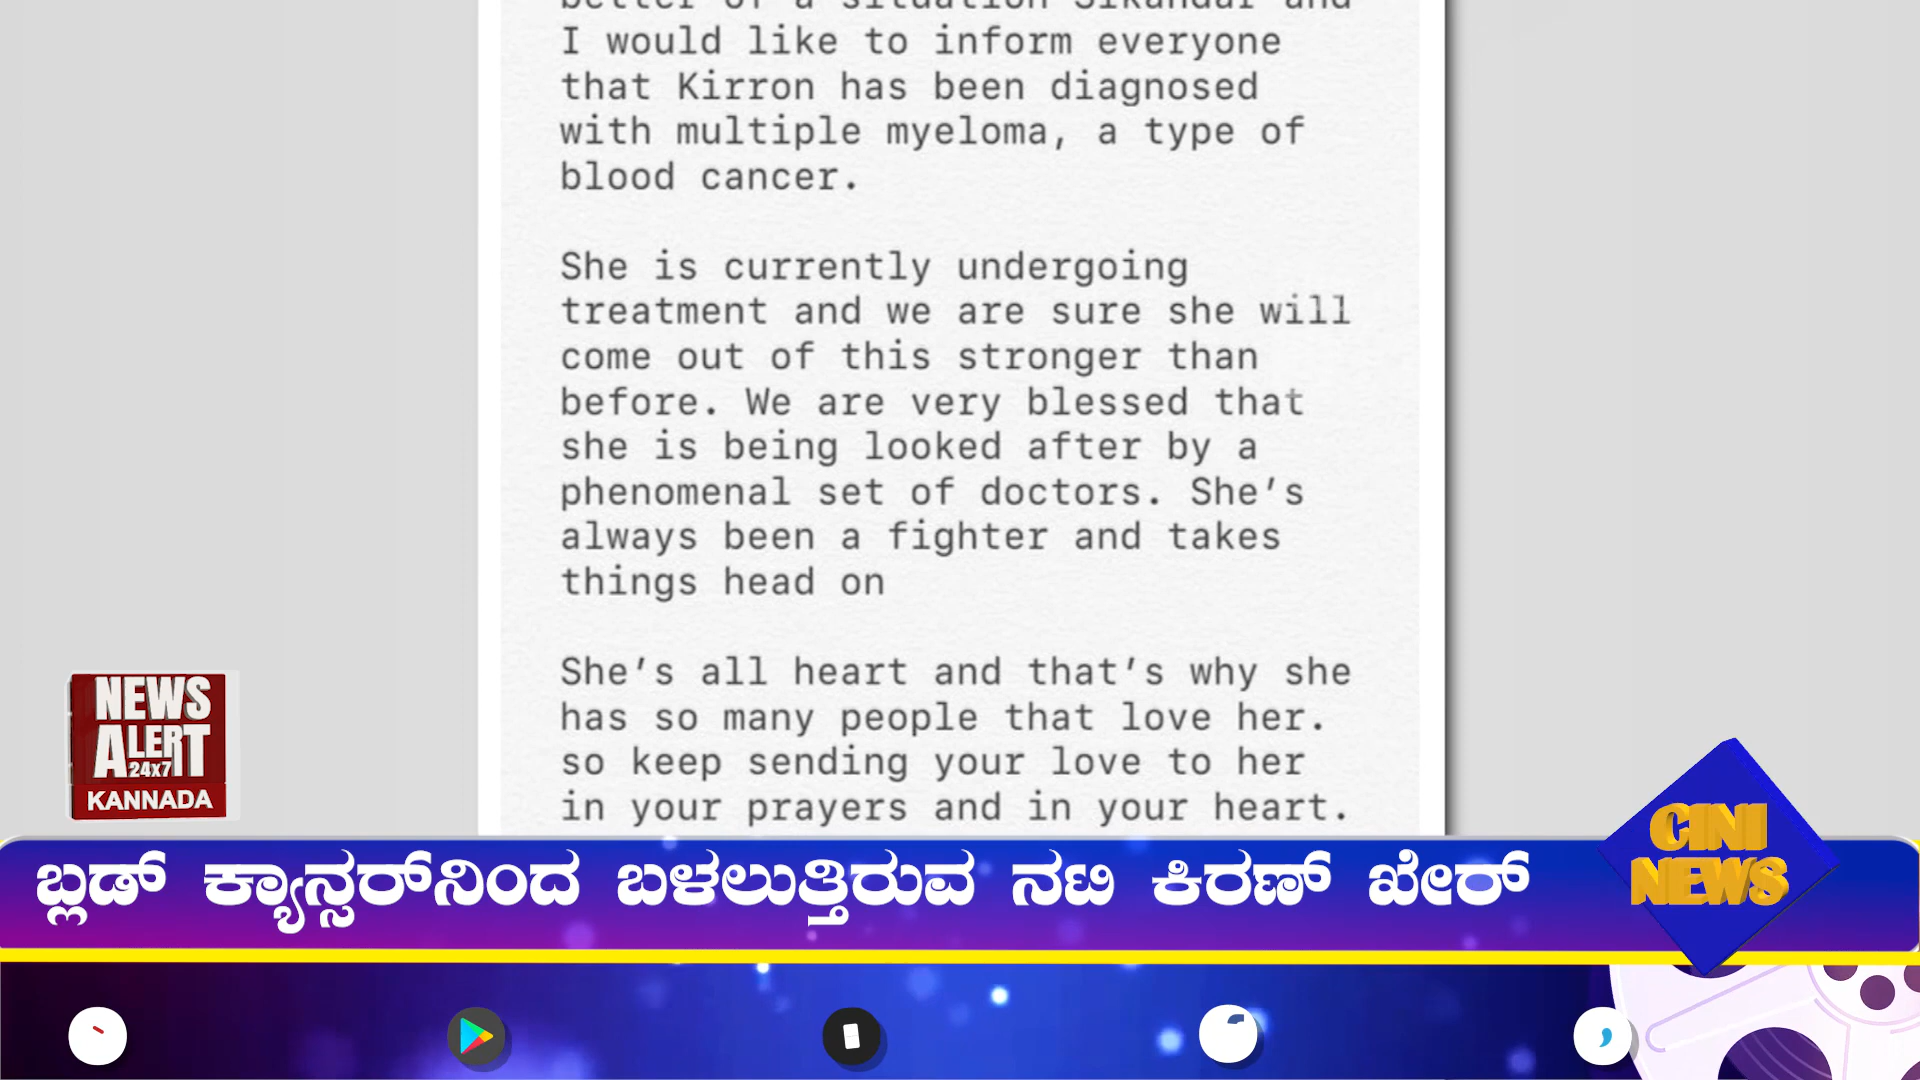 better of a situation Sikandar and
I would like to inform everyone
that Kirron has been diagnosed
with multiple myeloma, a type of
blood cancer.
She is currently undergoing
treatment and we are sure she will
come out of this stronger than
before. We are very blessed that
she is being looked after by a
phenomenal set of doctors. She’s
always been a fighter and takes
things head on
She’s all heart and that’s why she
has so many people that love her.
so keep sending your love to her
in your prayers and in your heart.
NEWS
ALERT
24x7
KANNADA
CINI
NEWS
ಬ್ಲಡ್ ಕ್ಯಾನ್ಸರ್‌ನಿಂದ ಬಳಲುತ್ತಿರುವ ನಟಿ ಕಿರಣ್ ಖೇರ್